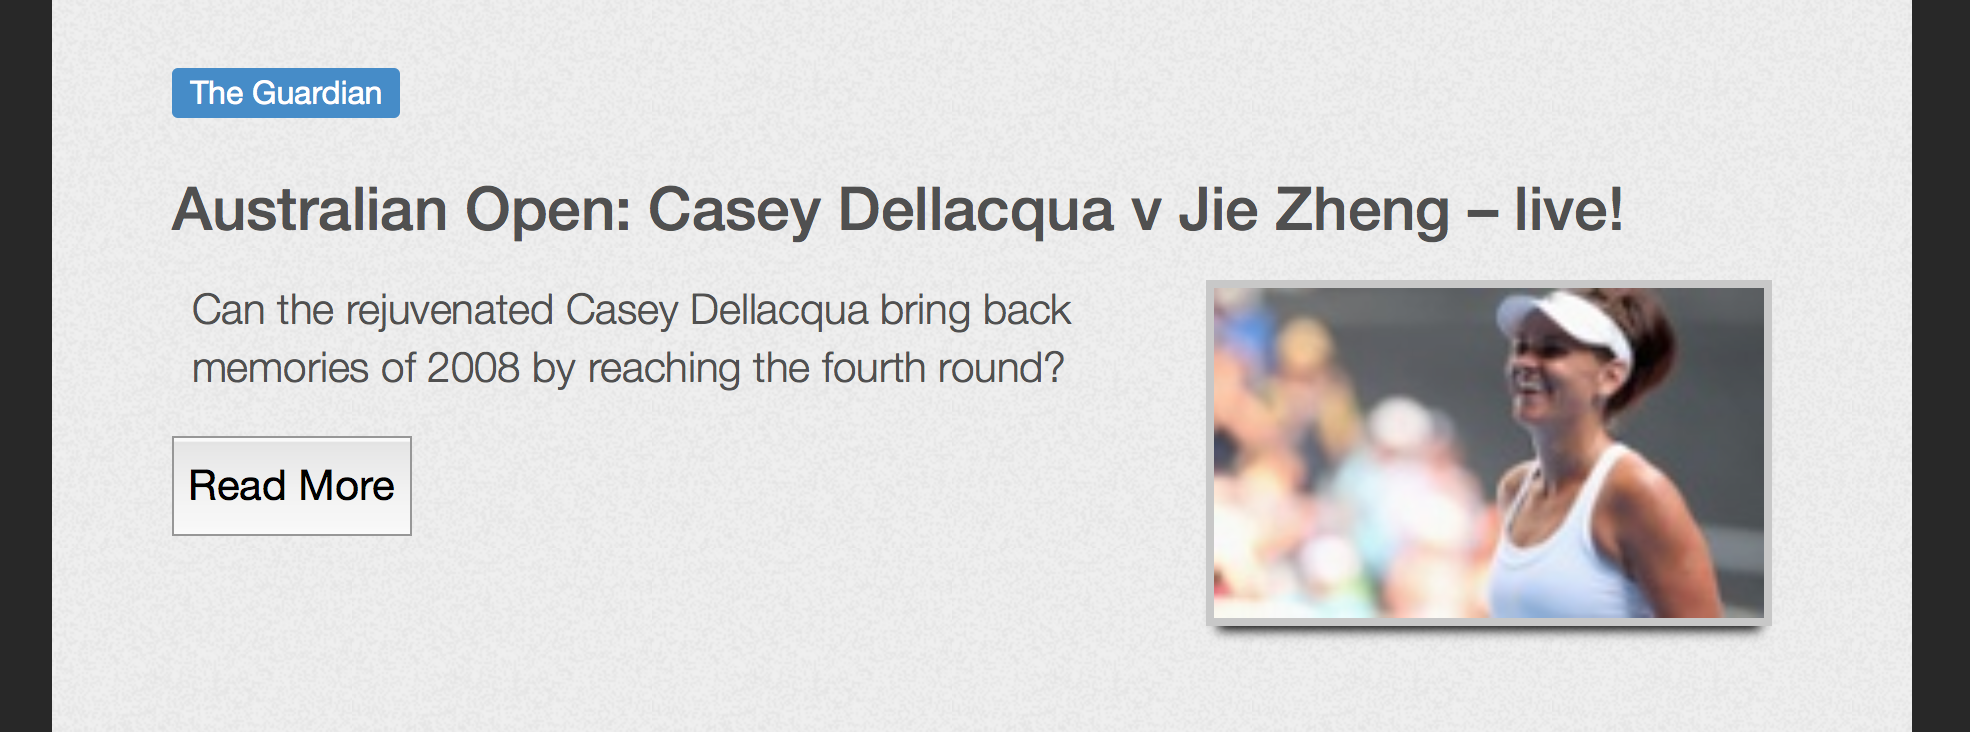 The Guardian
Australian Open: Casey Dellacqua v Jie Zheng – live!
Can the rejuvenated Casey Dellacqua bring back
memories of 2008 by reaching the fourth round?
Read More